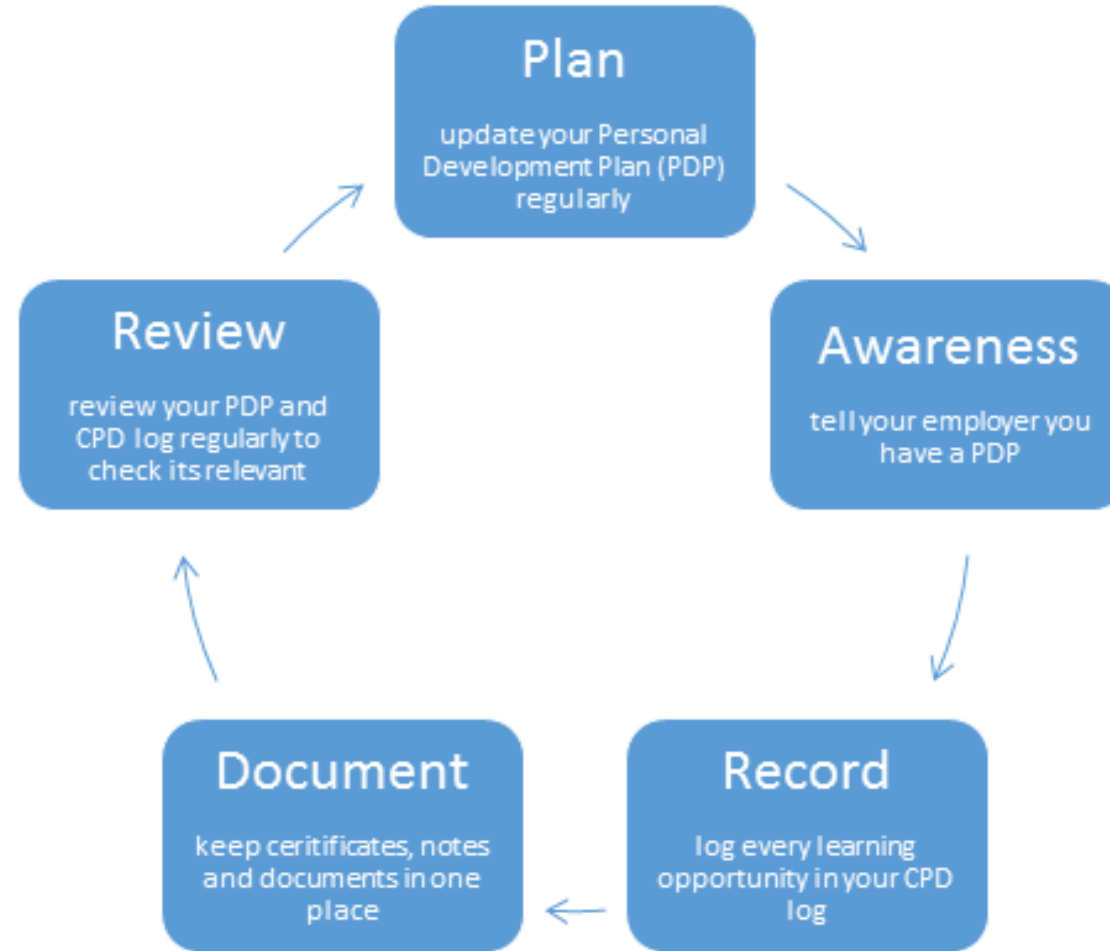 Plan
update your Personal
Development Plan (PDP)
regularly
Awareness
tell your employer you
have a PDP
Record
log every learning
opportunity in your CPD
log
Document
keep ceritificates, notes
and documents in one
place
Review
review your PDP and
CPD log regularly to
check its relevant